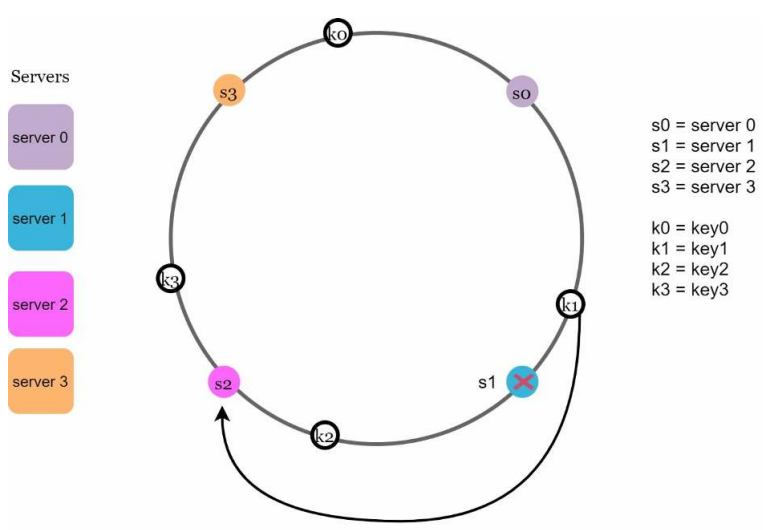 Servers
server 0
server 1
server 2
server 3
k0
s3
s0
k3
k1
s2
s1
k2
s0 = server 0
s1 = server 1
s2 = server 2
s3 = server 3
k0 = key0
k1 = key1
k2 = key2
k3 = key3